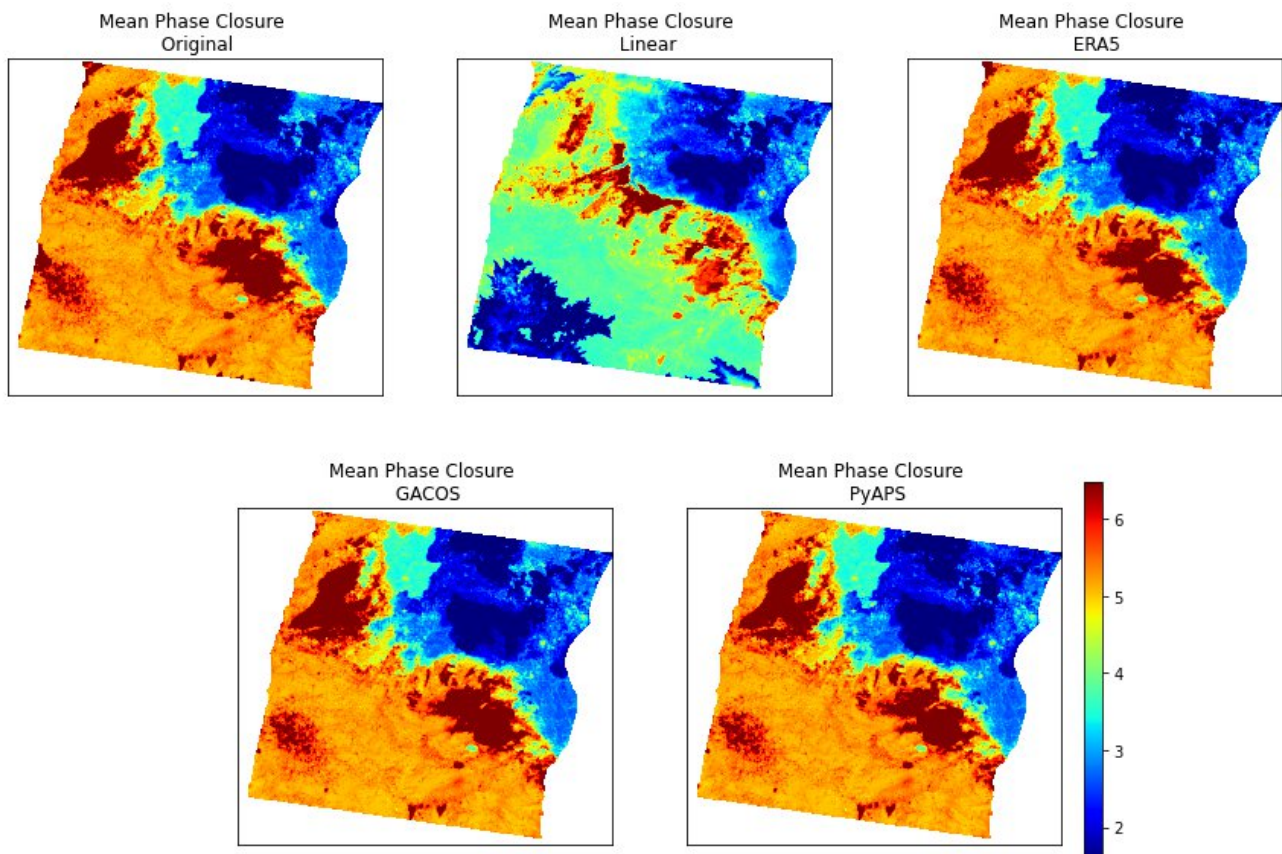 Mean Phase Closure
Original
Mean Phase Closure
Linear
Mean Phase Closure
ERA5
Mean Phase Closure
GACOS
Mean Phase Closure
PyAPS
6
5
4
3
2